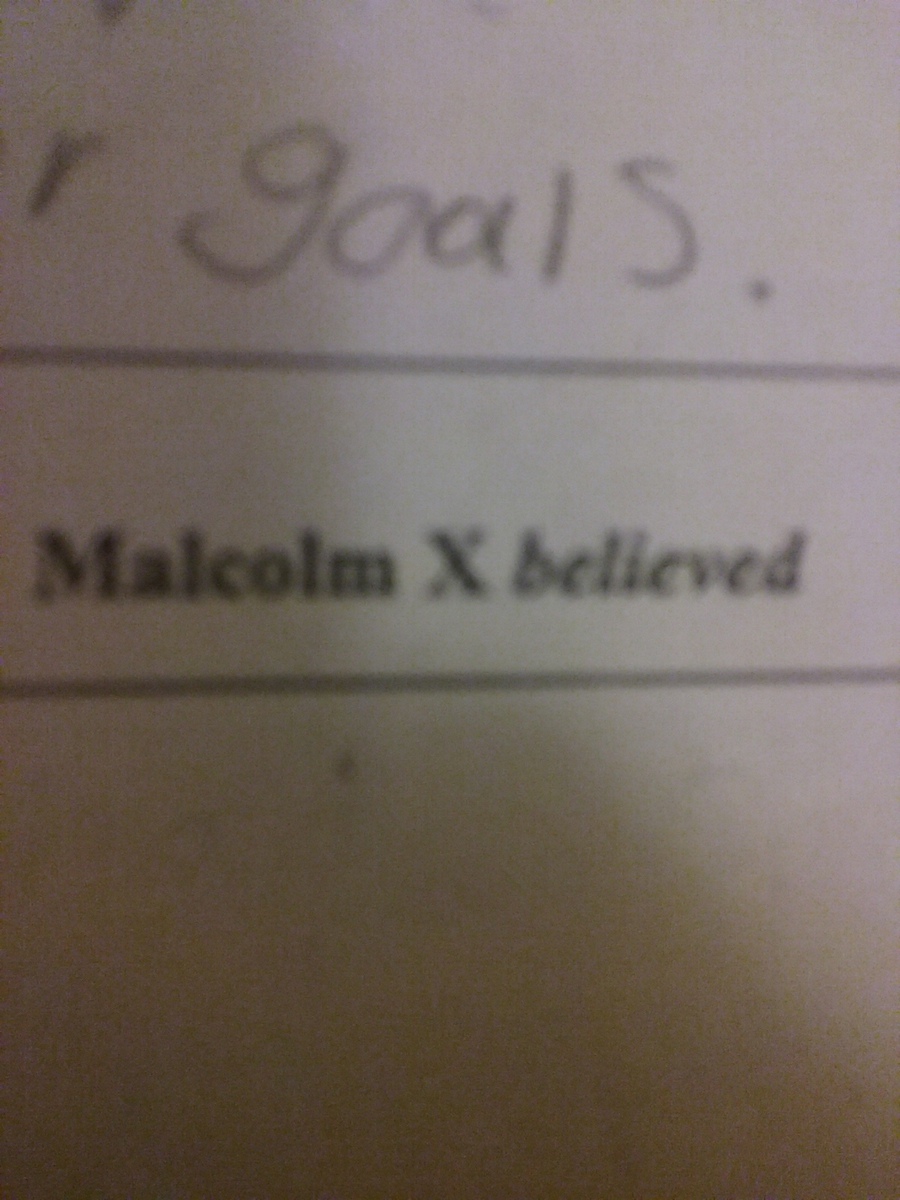 r goals.
Malcolm X believed